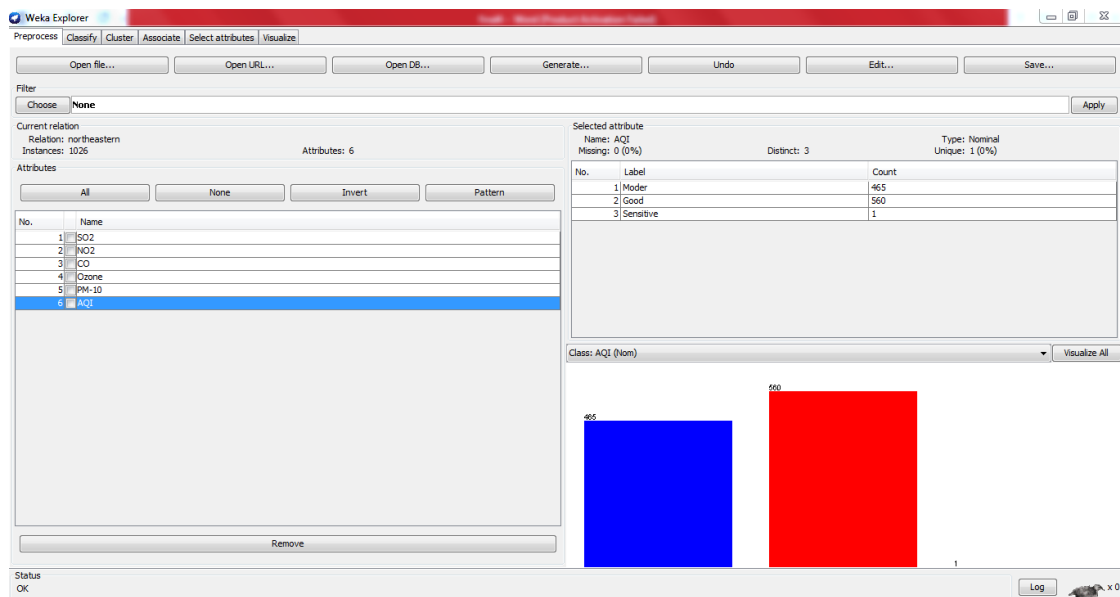 Weka Explorer
Preprocess Classify Cluster Associate Select attributes Visualize
Open file... Open URL... Open DB... Generate... Undo Edit... Save...
Filter
Choose None Apply
Current relation
Relation: northeastern
Instances: 1026 Attributes: 6
Attributes
All None Invert Pattern
No. Name
1 SO2
2 NO2
3 CO
4 Ozone
5 PM-10
6 AQI
Remove
Selected attribute
Name: AQI Type: Nominal
Missing: 0 (0%) Distinct: 3 Unique: 1 (0%)
No. Label Count
1 Moder 465
2 Good 560
3 Sensitive 1
Class: AQI (Nom) Visualize All
560
465
1
Status
OK Log x 0